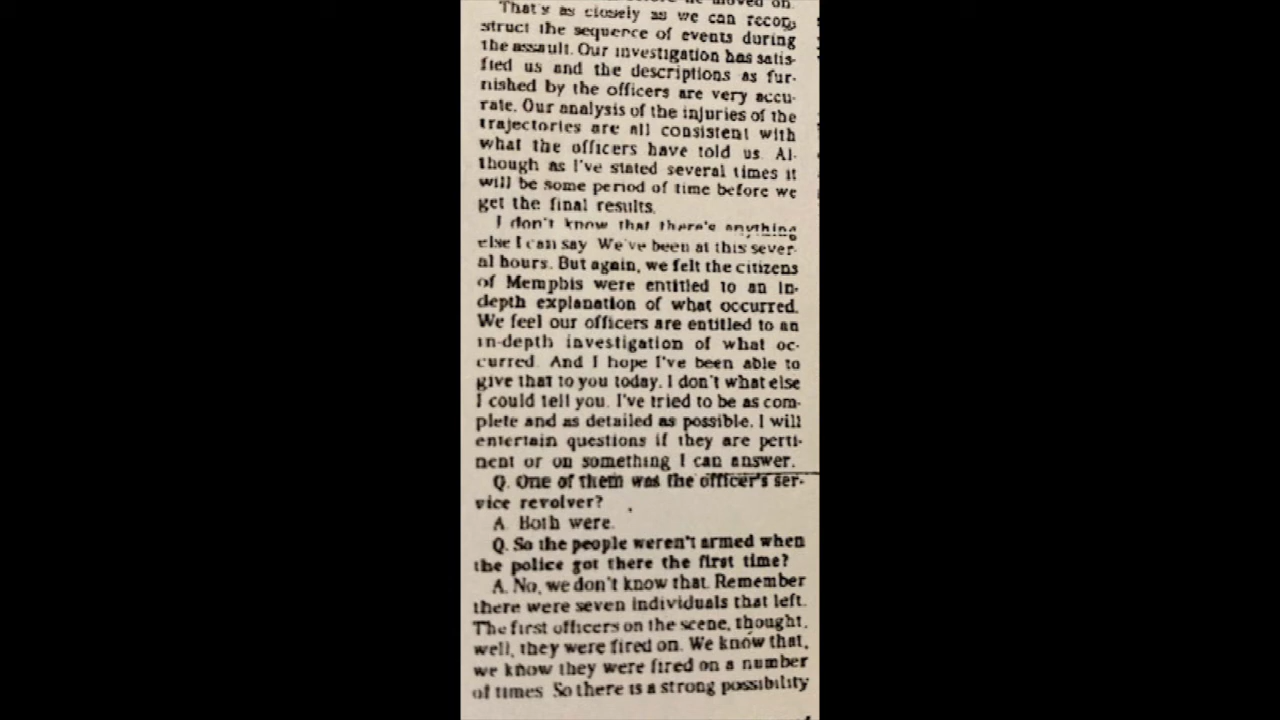 before he moved on.
That's as closely as we can recon-
struct the sequence of events during
the assault. Our investigation has satis-
fied us and the descriptions as fur-
nished by the officers are very accu-
rate. Our analysis of the injuries of the
trajectories are all consistent with
what the officers have told us. Al-
though as I've stated several times it
will be some period of time before we
get the final results.
I don't know that there's anything
else I can say We've been at this sever-
al hours. But again, we felt the citizens
of Memphis were entitled to an in-
depth explanation of what occurred.
We feel our officers are entitled to an
in-depth investigation of what oc-
curred. And I hope I've been able to
give that to you today. I don't what else
I could tell you. I've tried to be as com-
plete and as detailed as possible. I will
entertain questions if they are perti-
nent or on something I can answer.
Q. One of them was the officer's ser-
vice revolver?
A. Both were.
Q. So the people weren't armed when
the police got there the first time?
A. No, we don't know that. Remember
there were seven individuals that left.
The first officers on the scene, thought,
well, they were fired on. We know that,
we know they were fired on a number
of times. So there is a strong possibility